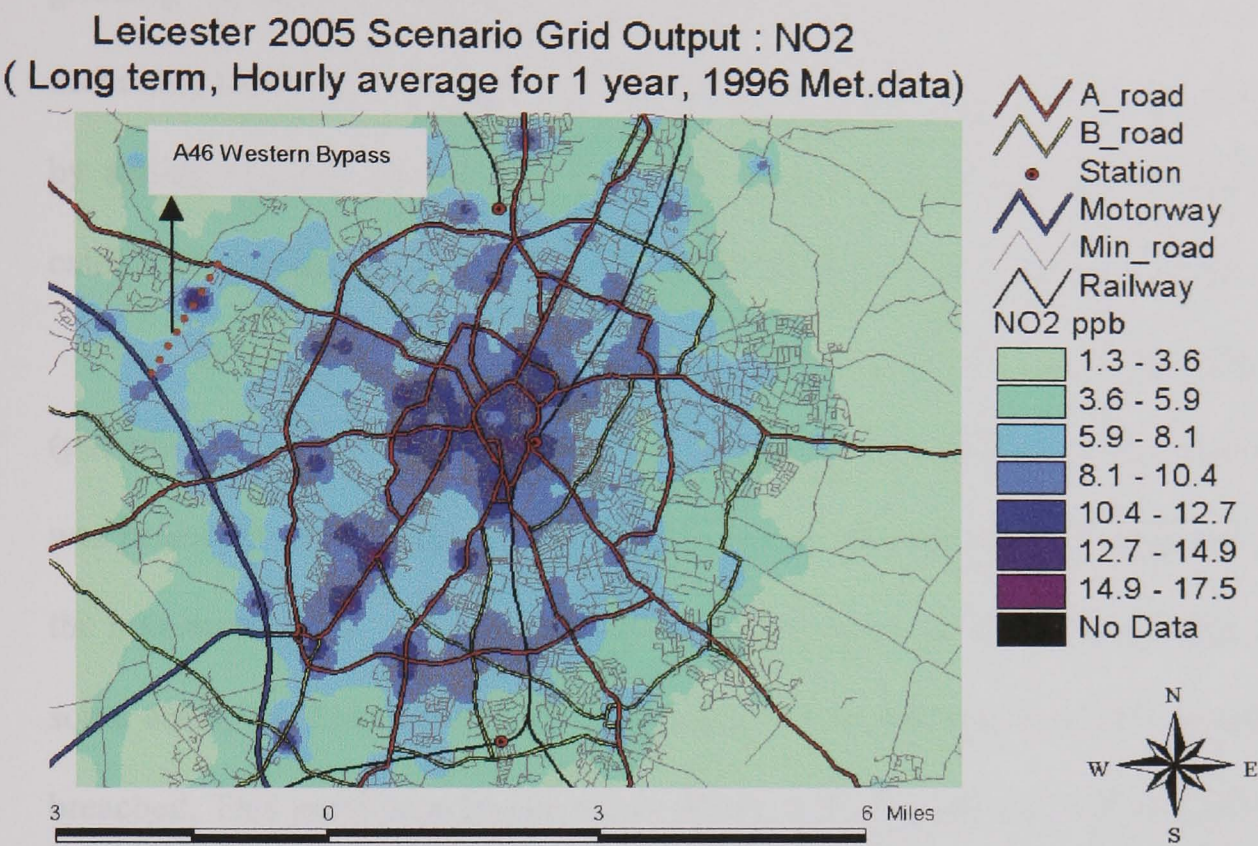 Leicester 2005 Scenario Grid Output : NO2
( Long term, Hourly average for 1 year, 1996 Met.data)
A46 Western Bypass
A_road
B_road
Station
Motorway
Min_road
Railway
NO2 ppb
1.3 - 3.6
3.6 - 5.9
5.9 - 8.1
8.1 - 10.4
10.4 - 12.7
12.7 - 14.9
14.9 - 17.5
No Data
N
W E
S
3 0 3 6 Miles